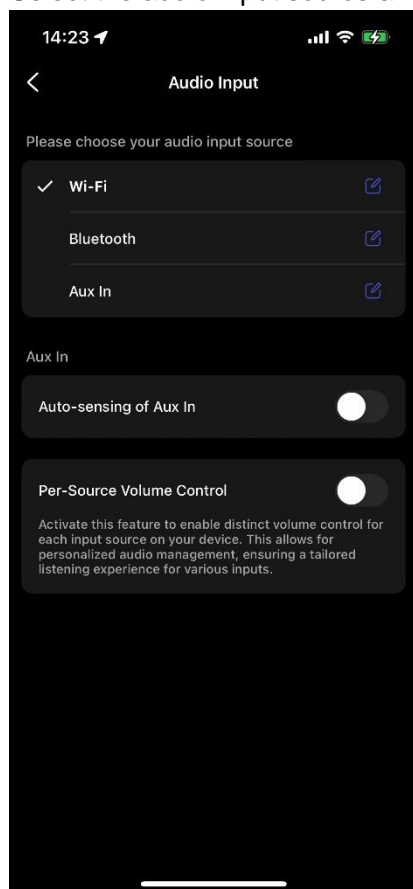 14:23
Audio Input
Please choose your audio input source
Wi-Fi
Bluetooth
Aux In
Aux In
Auto-sensing of Aux In
Per-Source Volume Control
Activate this feature to enable distinct volume control for
each input source on your device. This allows for
personalized audio management, ensuring a tailored
listening experience for various inputs.